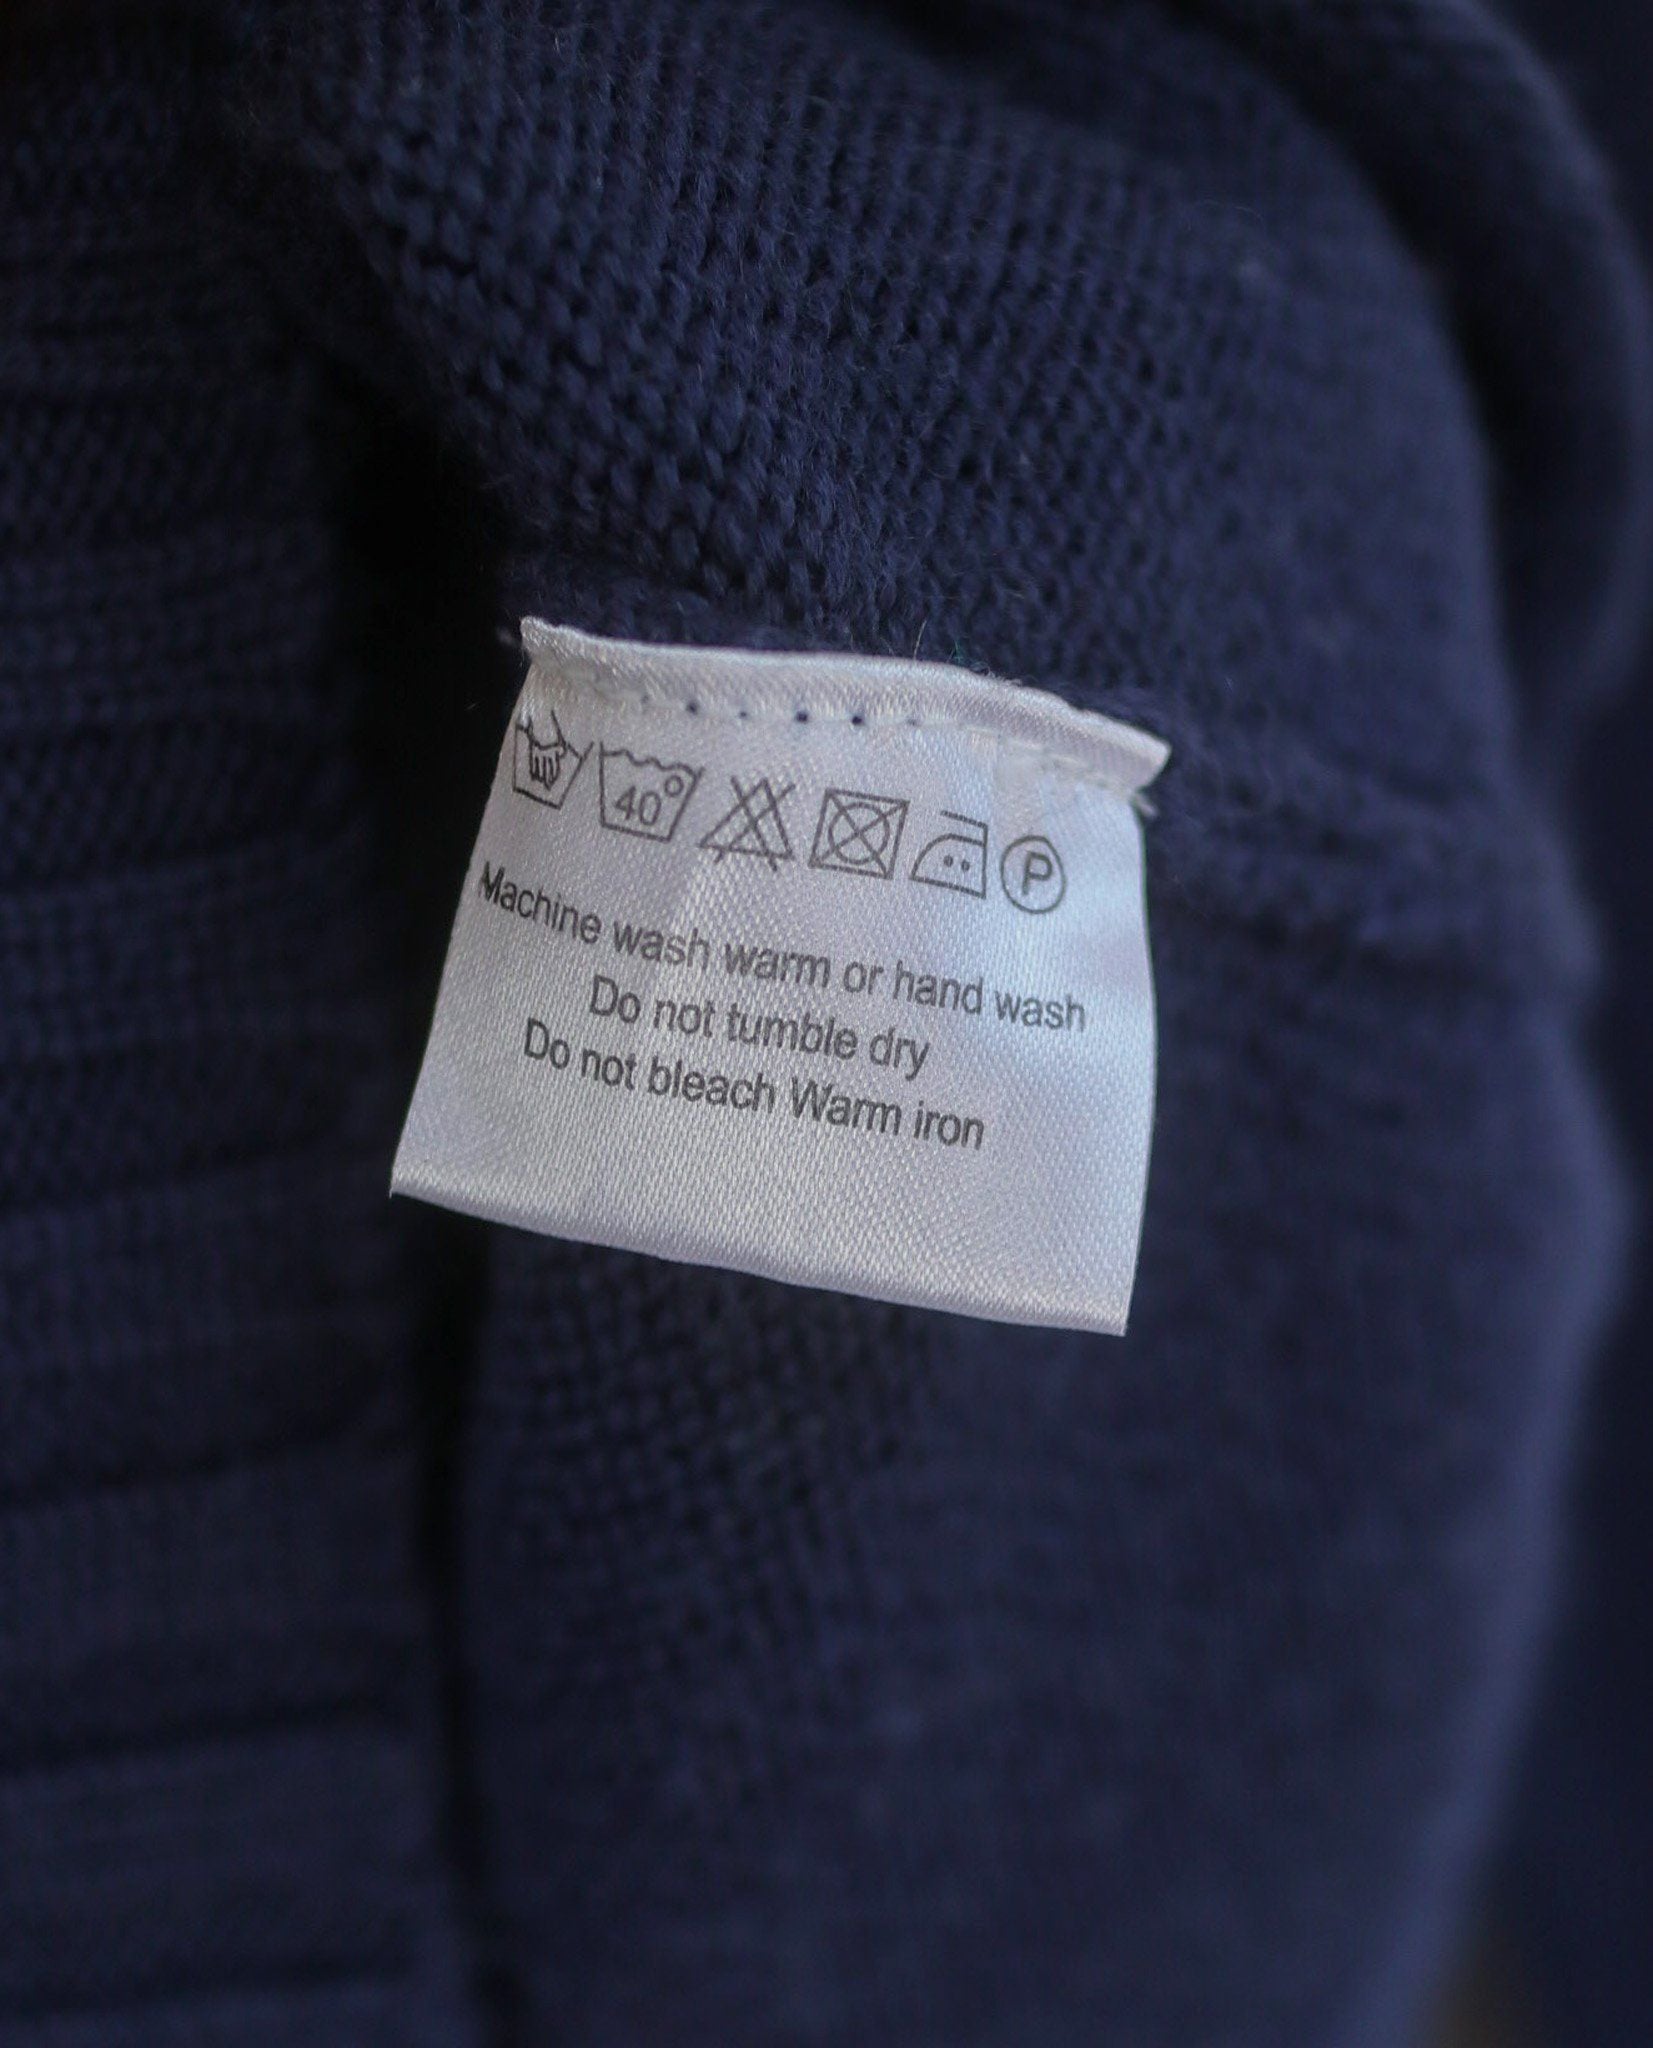 40° P
Machine wash warm or hand wash
Do not tumble dry
Do not bleach Warm iron